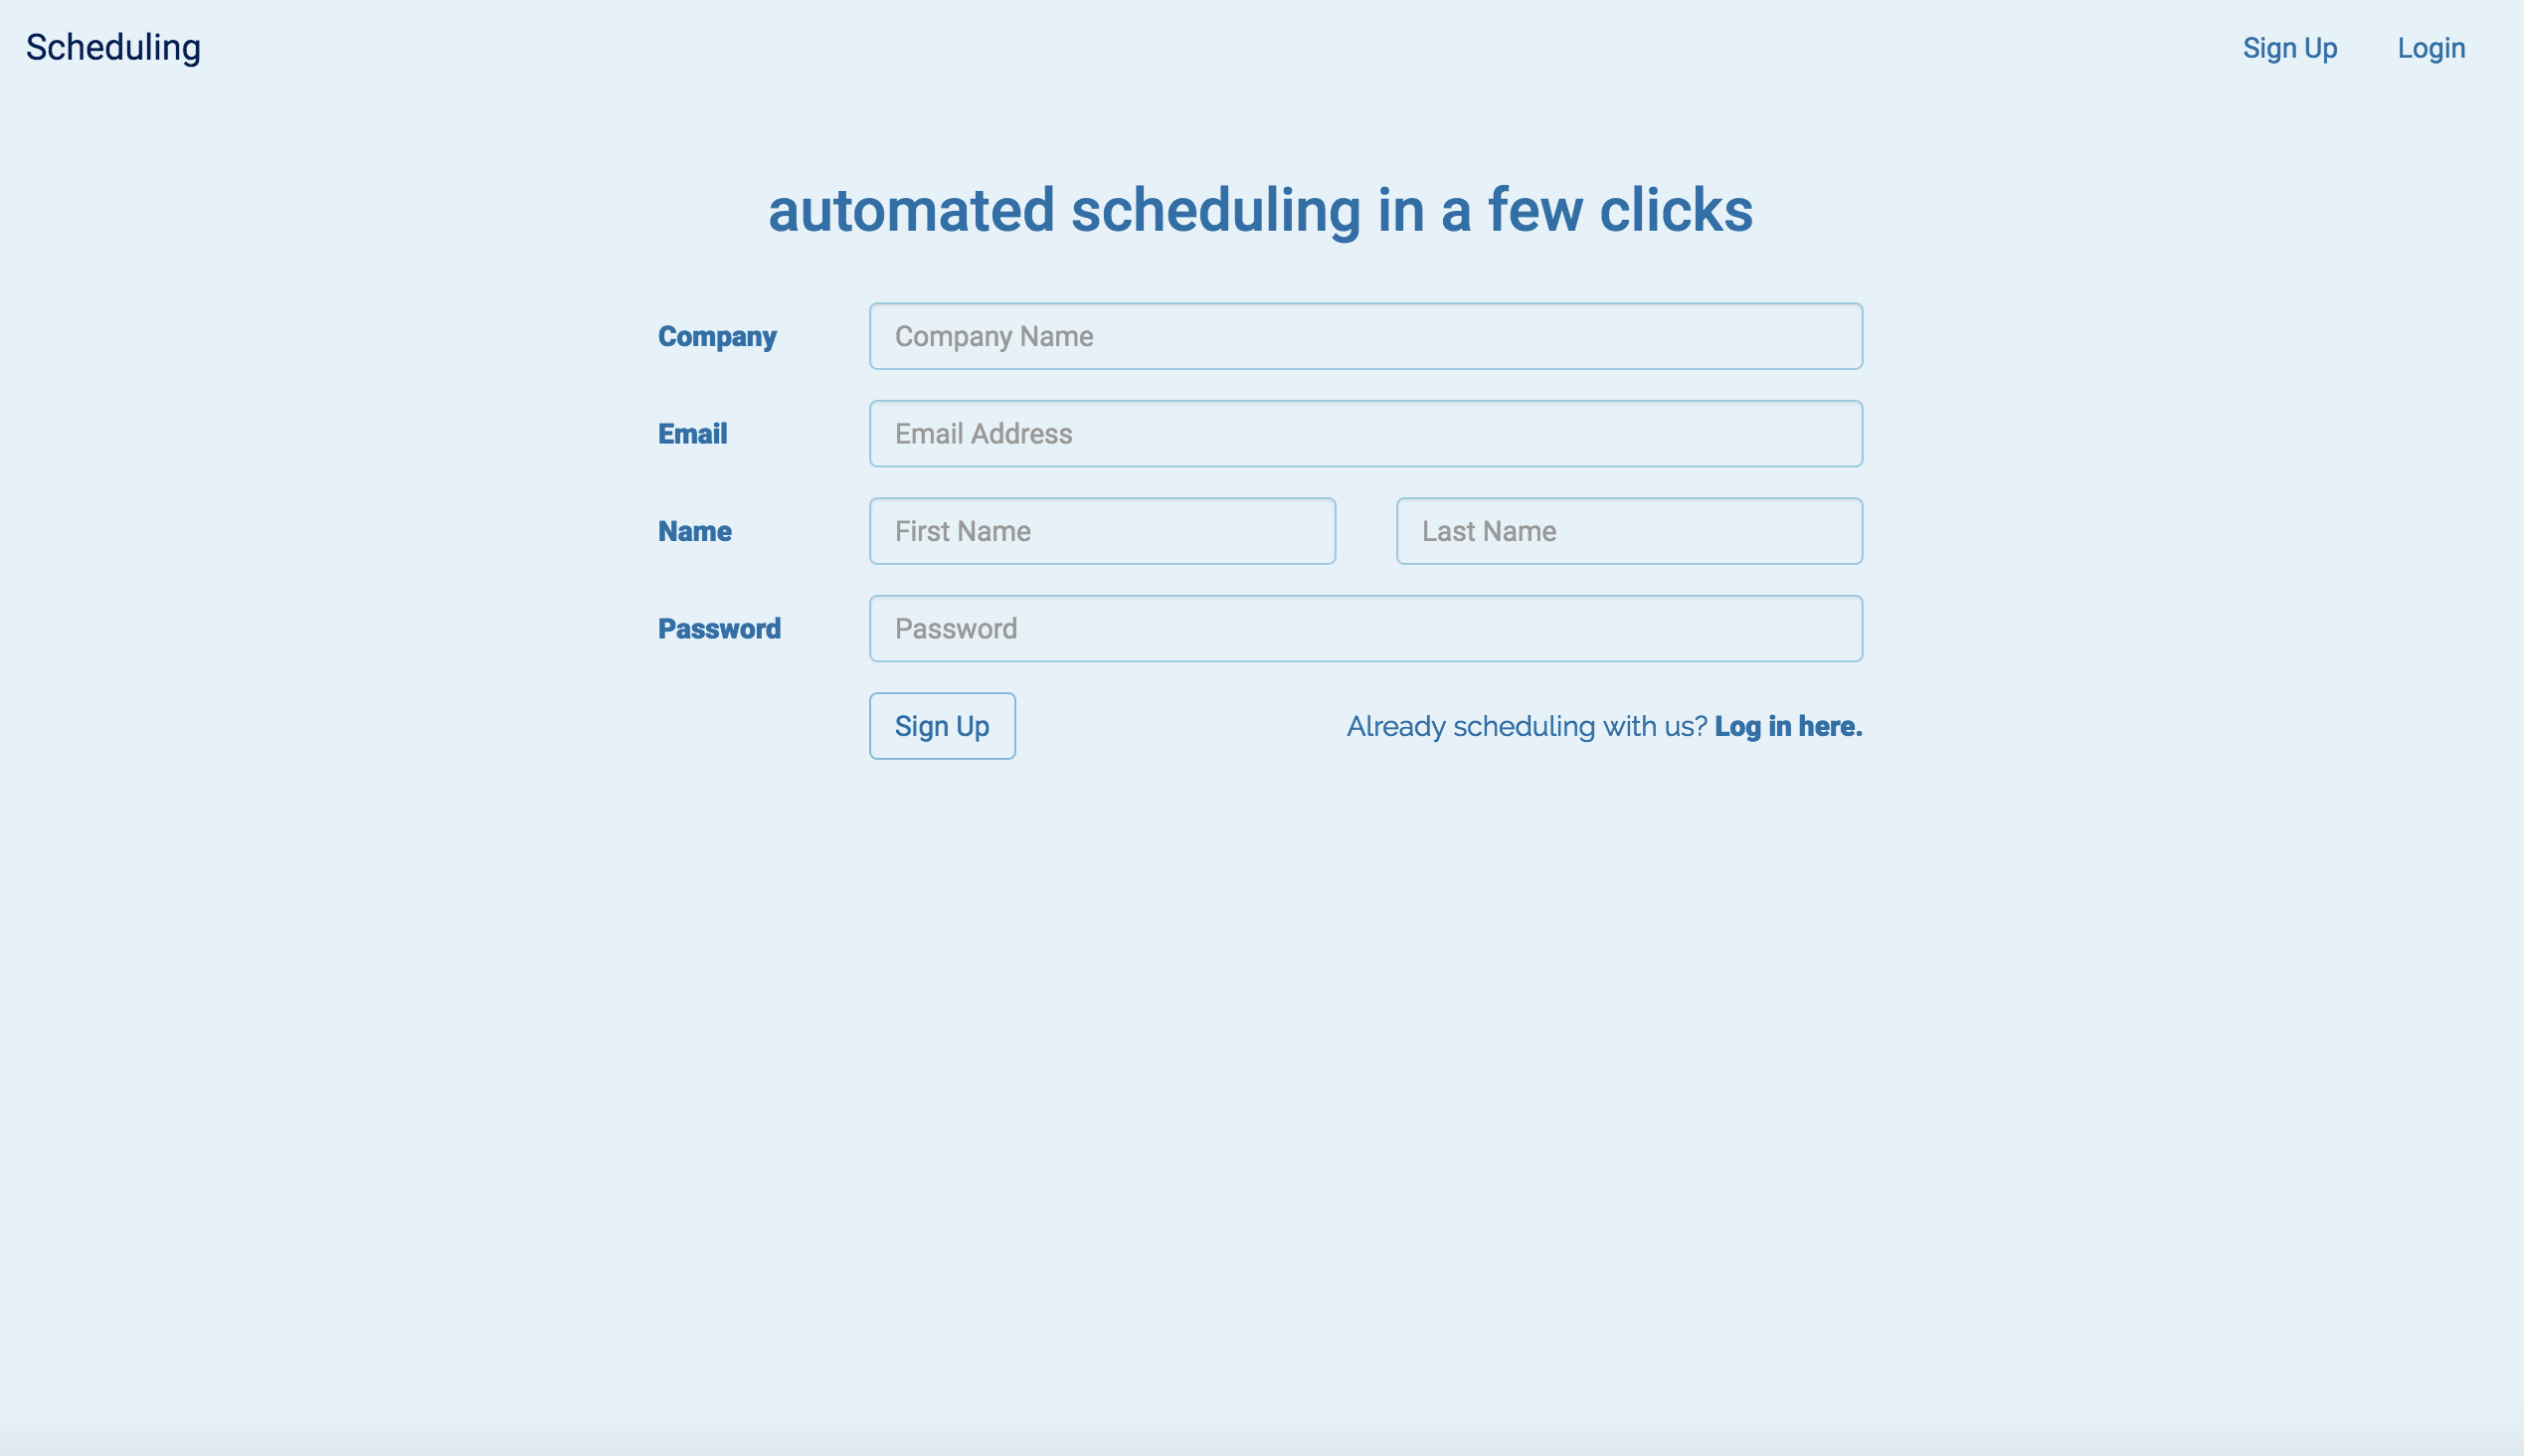 Scheduling Sign Up Login
automated scheduling in a few clicks
Company Company Name
Email Email Address
Name First Name Last Name
Password Password
Sign Up Already scheduling with us? Log in here.